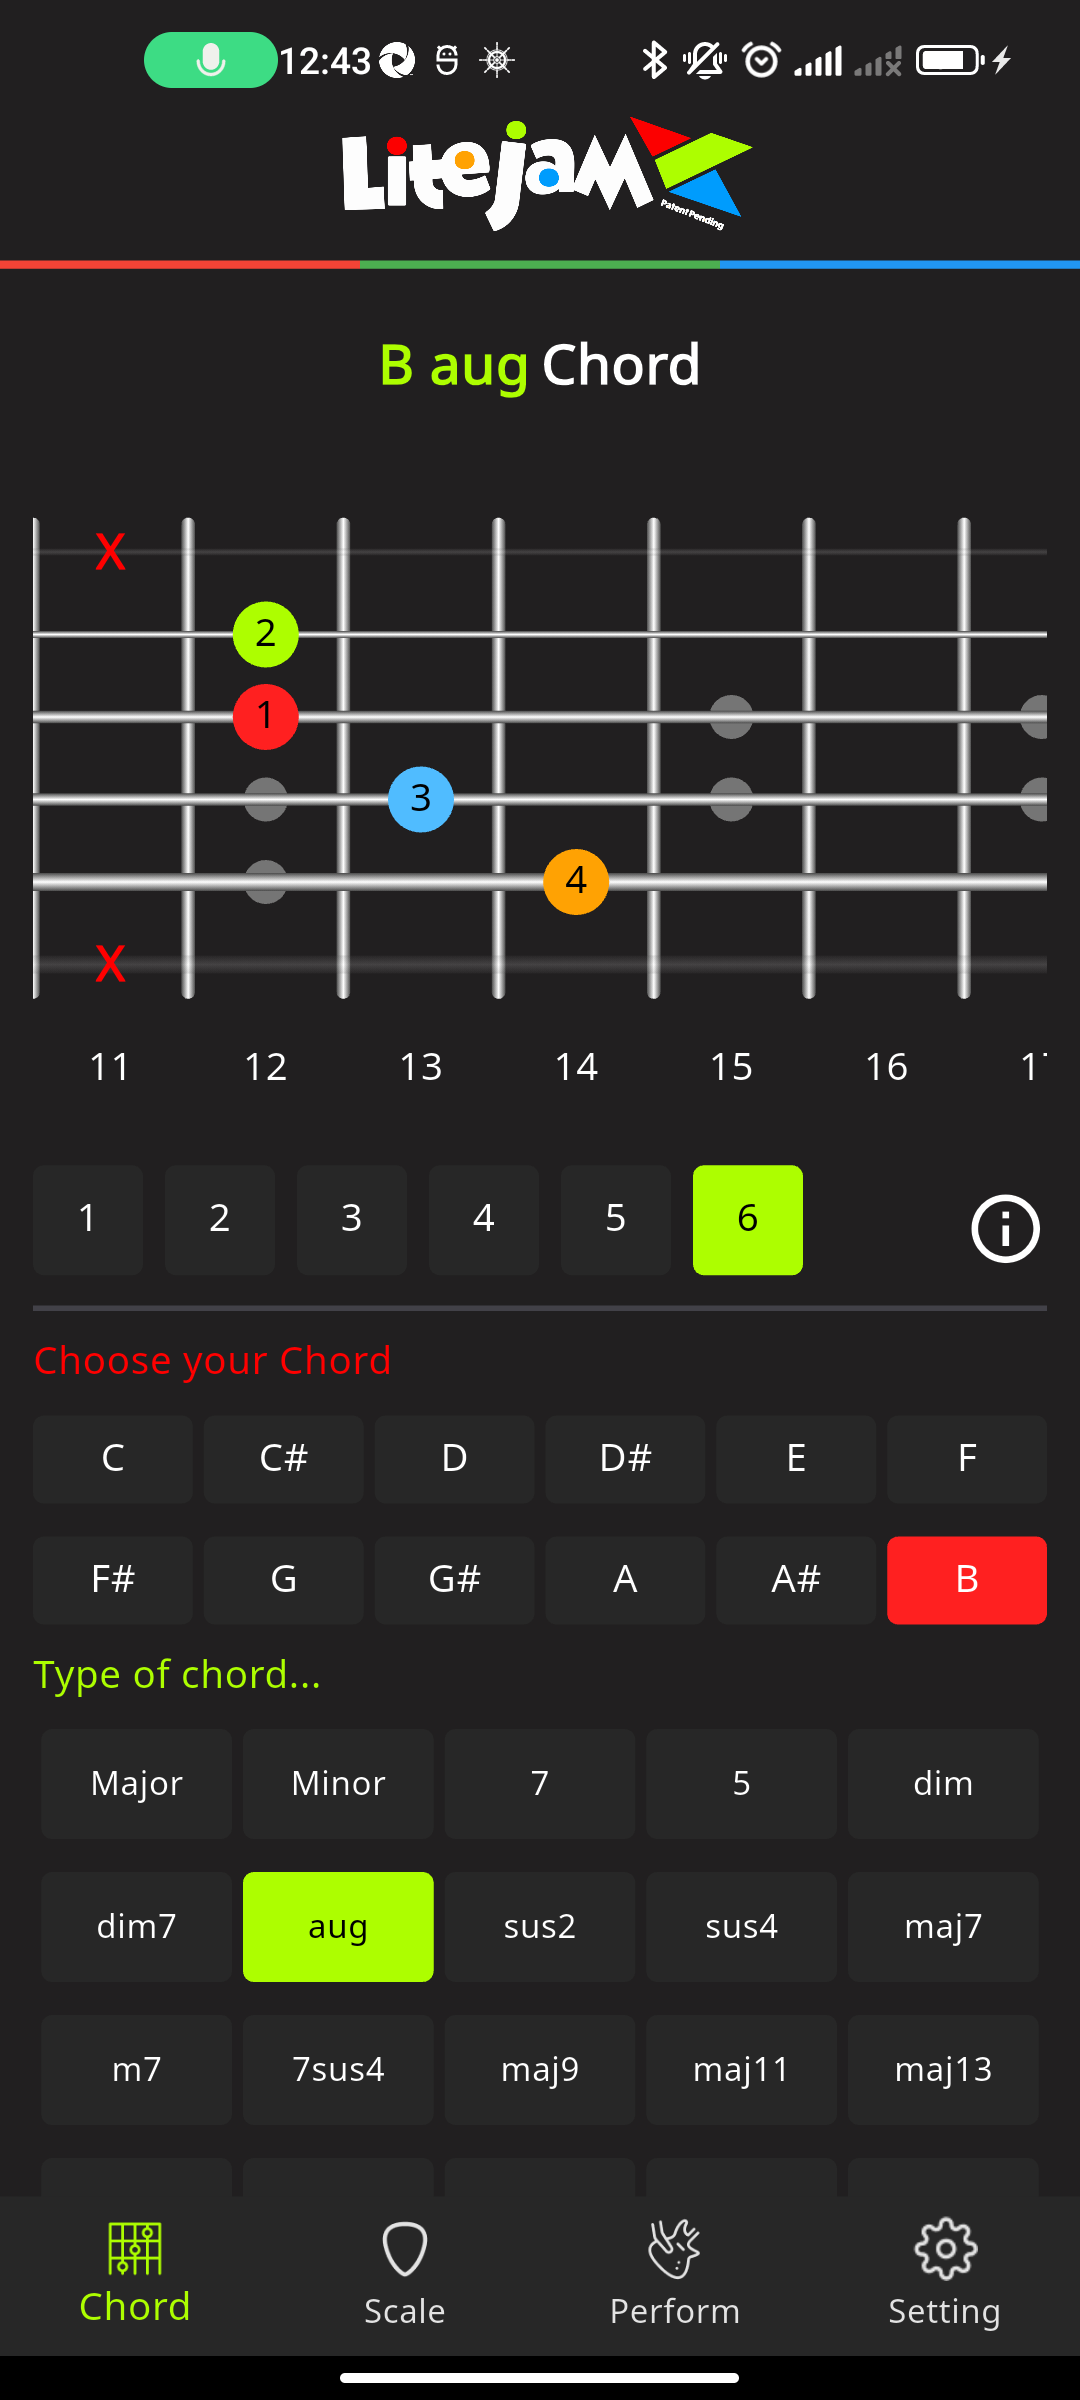 12:43
Litejam
Patent Pending
B aug Chord
X
2
1
3
4
X
11 12 13 14 15 16
1 2 3 4 5 6
Choose your Chord
C C# D D# E F
F# G G# A A# B
Type of chord...
Major Minor 7 5 dim
dim7 aug sus2 sus4 maj7
m7 7sus4 maj9 maj11 maj13
Chord Scale Perform Setting